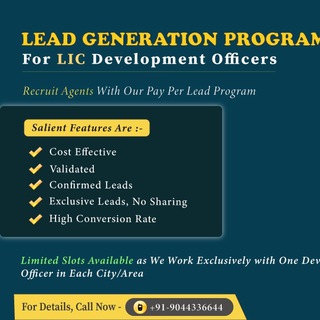 LEAD GENERATION PROGRAM
For LIC Development Officers
Recruit Agents With Our Pay Per Lead Program
Salient Features Are :-
Cost Effective
Validated
Confirmed Leads
Exclusive Leads, No Sharing
High Conversion Rate
Limited Slots Available as We Work Exclusively with One Dev
Officer in Each City/Area
For Details, Call Now - +91-9044336644